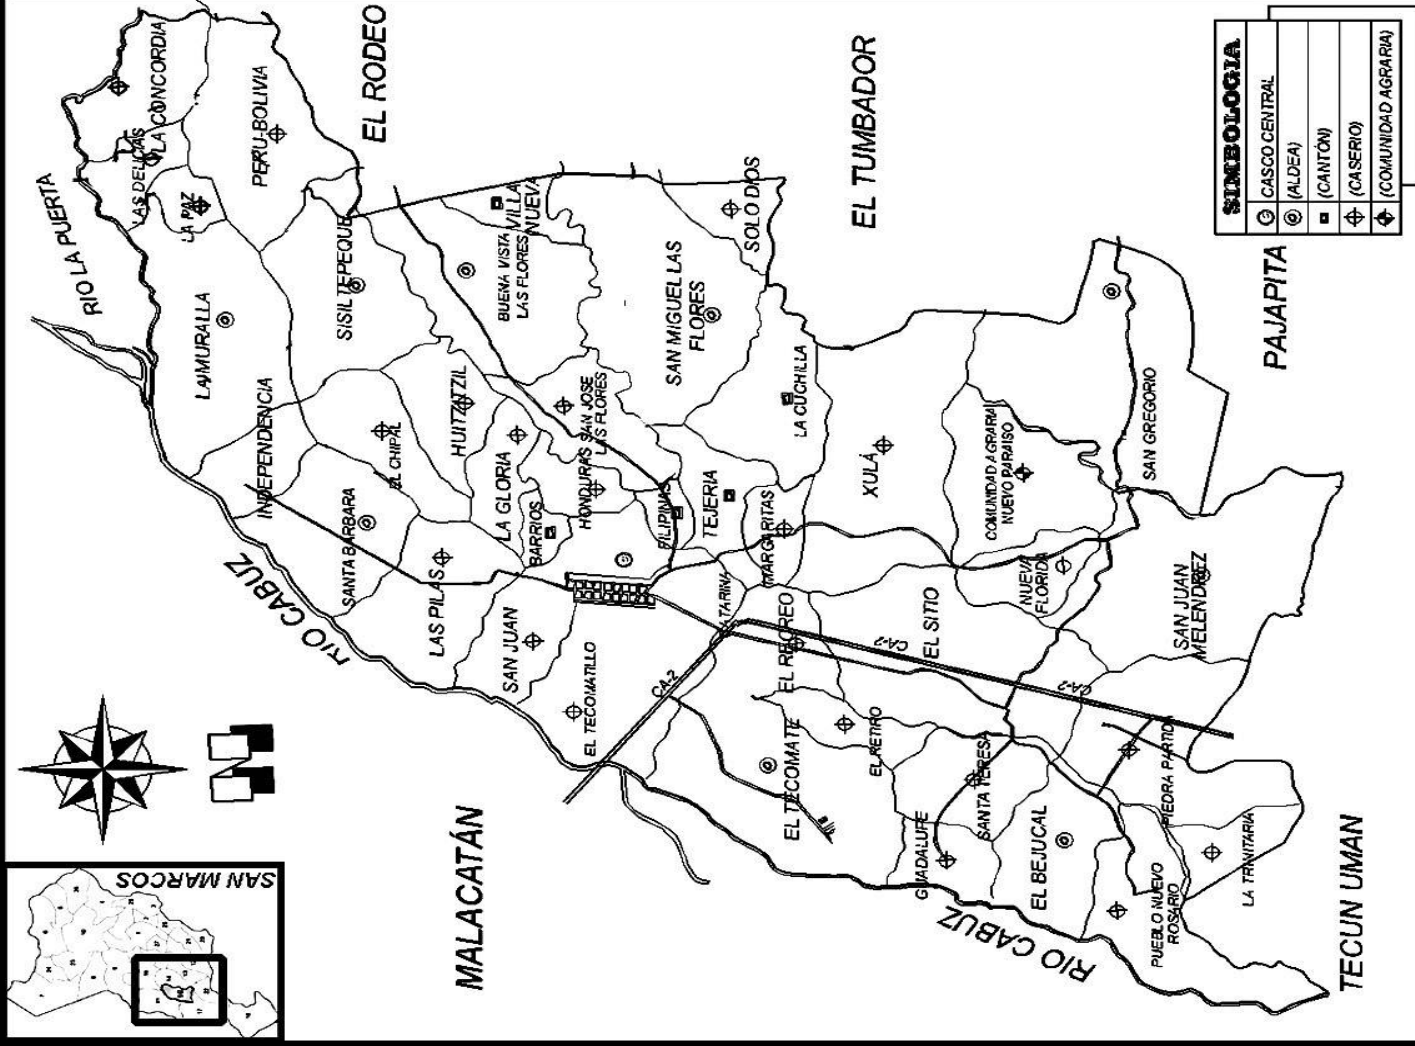 SAN MARCOS
MALACATÁN
TECUN UMAN
EL RODEO
EL TUMBADOR
PAJAPITA
RIO LA PUERTA
RIO CABUZ
RIO CABUZ
LA CONCORDIA
LAS DELICIAS
LA PAZ
PERU-BOLIVIA
LA MURALLA
SISILTEPEQUE
INDEPENDENCIA
EL CHIPAL
HUITZTZIL
SANTA BARBARA
LAS PILAS
LA GLORIA
BARRIOS
HONDURAS
SAN JOSE
LAS FLORES
BUENA VISTA
LAS FLORES
VILLA
NUEVA
SAN MIGUEL LAS
FLORES
SOLO DIOS
LA CUCHILLA
FILIPINAS
TEJERIA
MARGARITAS
XULÁ
COMUNIDAD AGRARIA
NUEVO PARAISO
SAN GREGORIO
SAN JUAN
EL TECOMATILLO
CATARINA
CA-2
EL RECREO
EL SITIO
CA-2
CA-2
NUEVA
FLORIDA
SAN JUAN
MELENDREZ
EL TECOMATE
EL RETIRO
SANTA TERESA
GUADALUPE
EL BEJUCAL
PIEDRA PARTIDA
PUEBLO NUEVO
ROSARIO
LA TRINITARIA
SIMBOLOGIA
CASCO CENTRAL
(ALDEA)
(CANTÓN)
(CASERIO)
(COMUNIDAD AGRARIA)
N